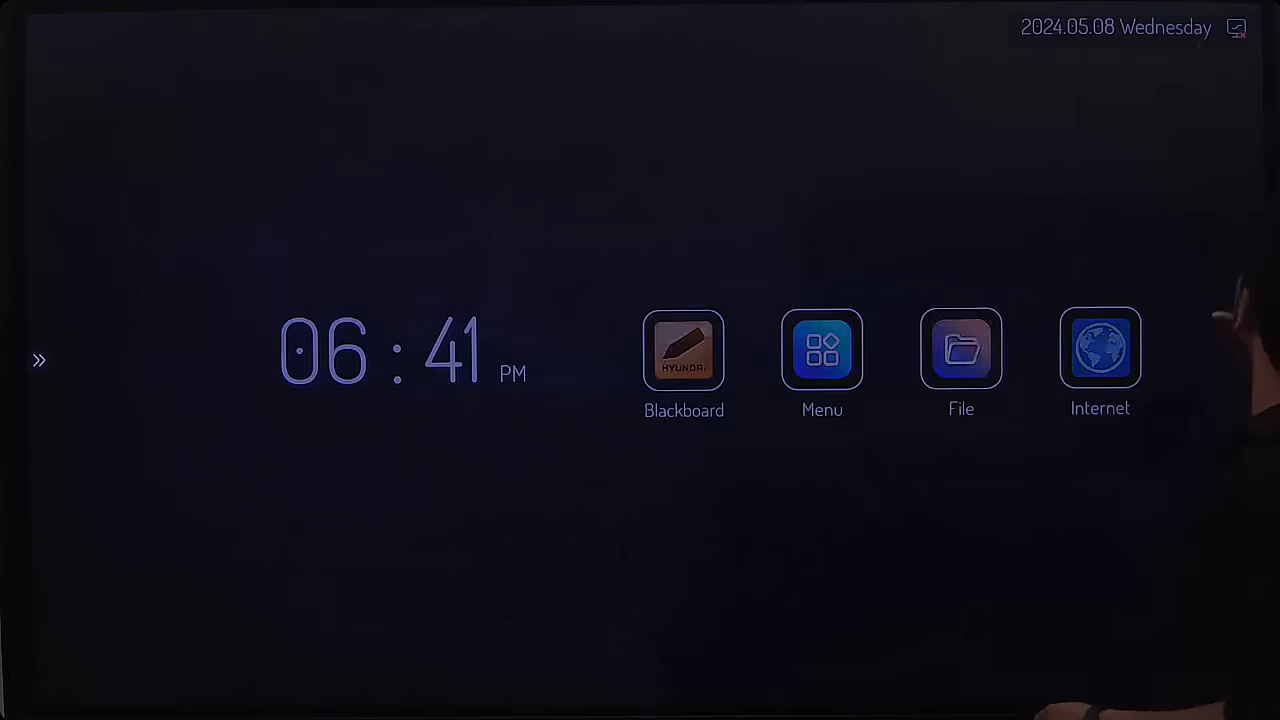 2024.05.08 Wednesday
06 : 41 PM
HYUNDAI
Blackboard
Menu
File
Internet